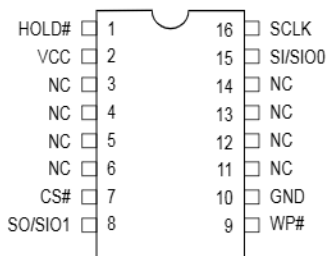 HOLD# 1 16 SCLK
VCC 2 15 SI/SIO0
NC 3 14 NC
NC 4 13 NC
NC 5 12 NC
NC 6 11 NC
CS# 7 10 GND
SO/SIO1 8 9 WP#